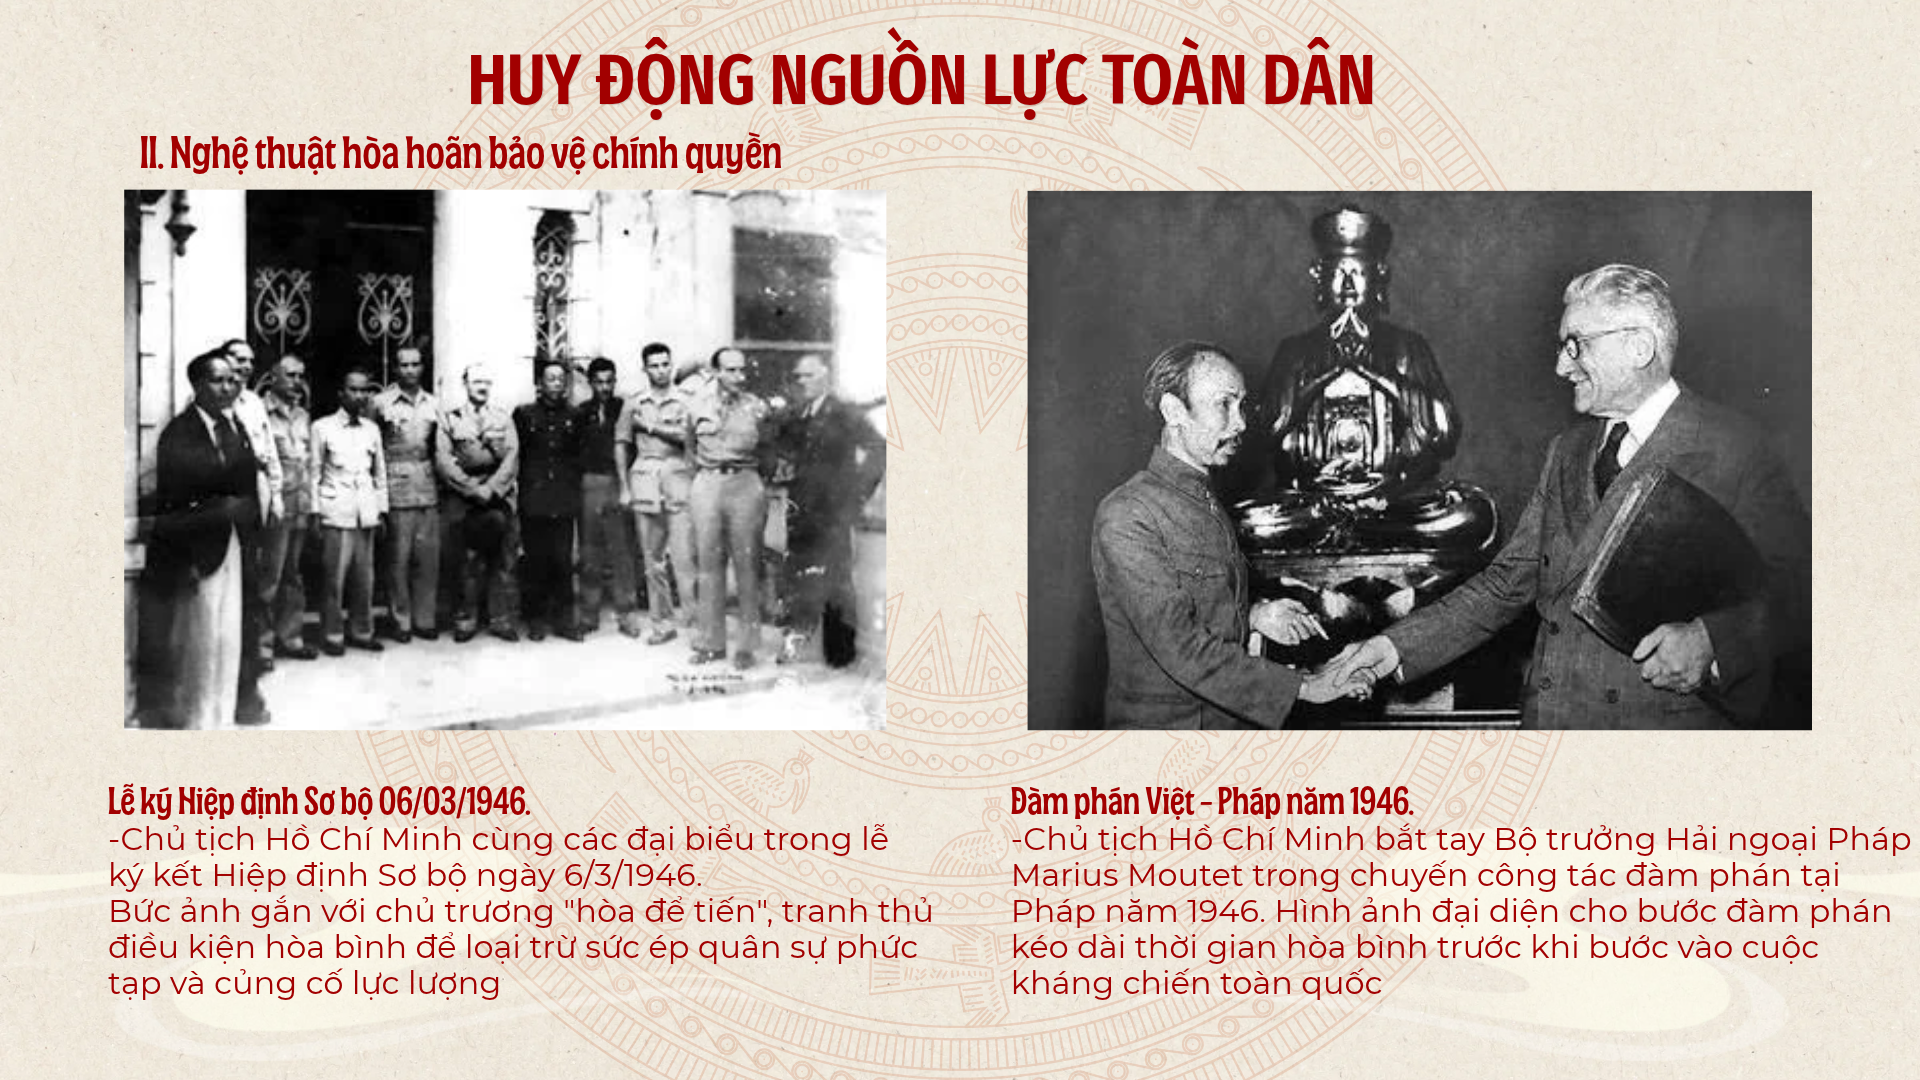 HUY ĐỘNG NGUỒN LỰC TOÀN DÂN
II. Nghệ thuật hòa hoãn bảo vệ chính quyền
Lễ ký Hiệp định Sơ bộ 06/03/1946.
-Chủ tịch Hồ Chí Minh cùng các đại biểu trong lễ
ký kết Hiệp định Sơ bộ ngày 6/3/1946.
Bức ảnh gắn với chủ trương "hòa để tiến", tranh thủ
điều kiện hòa bình để loại trừ sức ép quân sự phức
tạp và củng cố lực lượng
Đàm phán Việt - Pháp năm 1946.
-Chủ tịch Hồ Chí Minh bắt tay Bộ trưởng Hải ngoại Pháp
Marius Moutet trong chuyến công tác đàm phán tại
Pháp năm 1946. Hình ảnh đại diện cho bước đàm phán
kéo dài thời gian hòa bình trước khi bước vào cuộc
kháng chiến toàn quốc